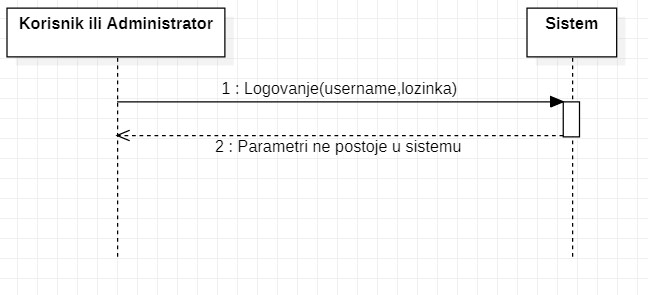 Korisnik ili Administrator
Sistem
1 : Logovanje(username,lozinka)
2 : Parametri ne postoje u sistemu